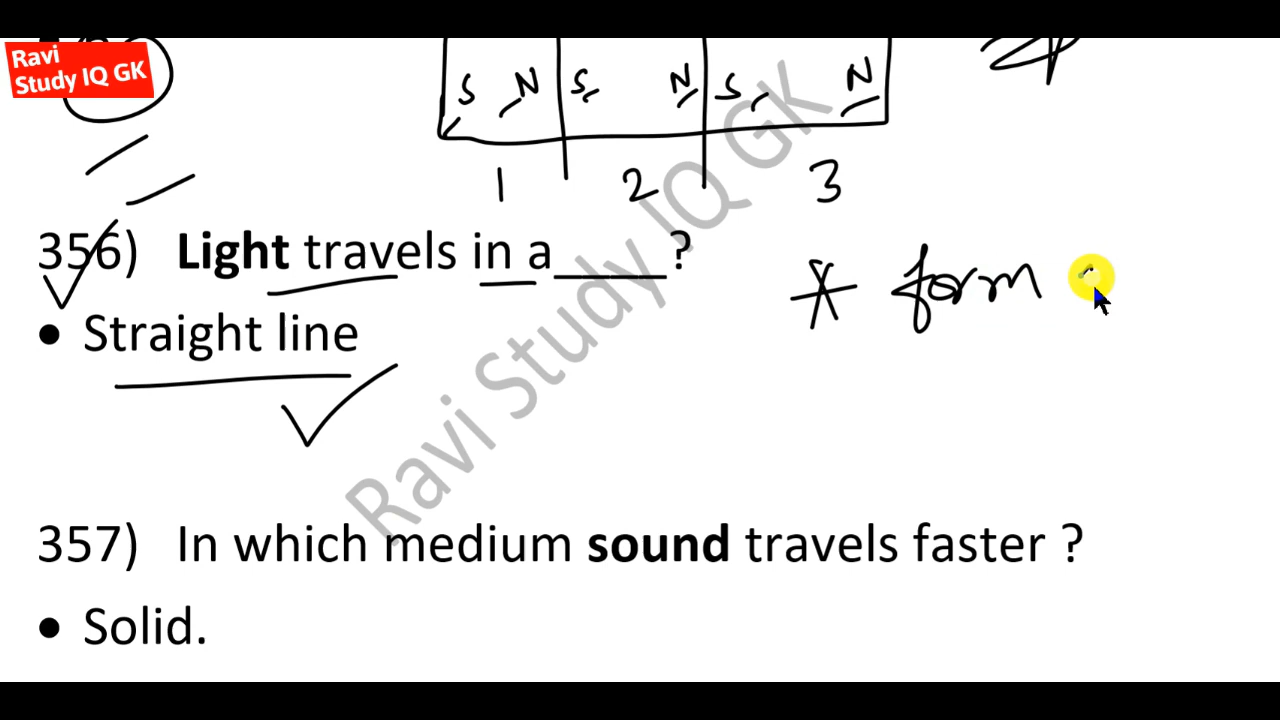 Ravi
Study IQ GK
S N S N S N
1 2 3
356) Light travels in a_____?
• Straight line
* form
357) In which medium sound travels faster ?
• Solid.
Ravi Study IQ GK